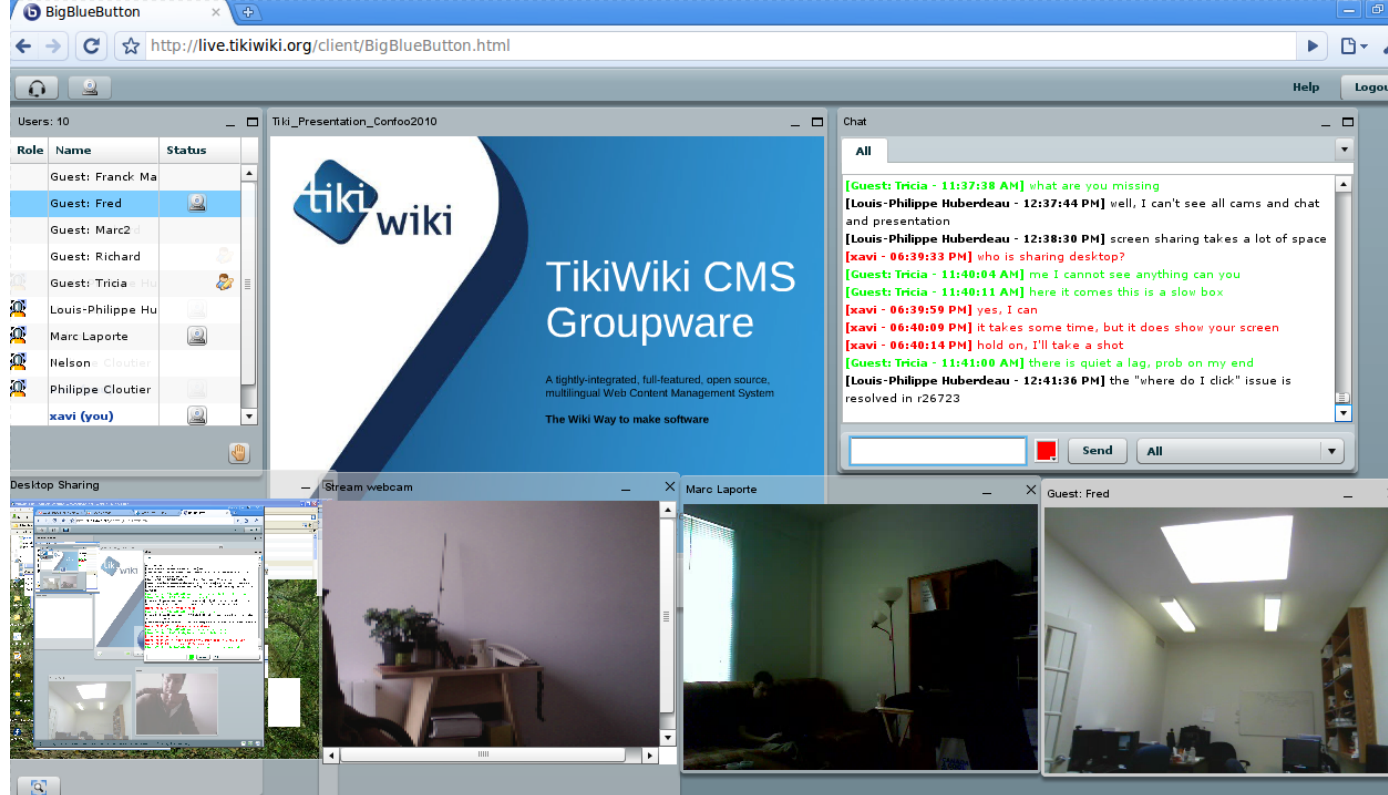 BigBlueButton
http://live.tikiwiki.org/client/BigBlueButton.html
Help
Logou
Users: 10
Role Name Status
Guest: Franck Ma
Guest: Fred
Guest: Marc2
Guest: Richard
Guest: Tricia
Louis-Philippe Hu
Marc Laporte
Nelson Cloutier
Philippe Cloutier
xavi (you)
Tiki_Presentation_Confoo2010
tiki
wiki
TikiWiki CMS
Groupware
A tightly-integrated, full-featured, open source,
multilingual Web Content Management System
The Wiki Way to make software
Chat
All
[Guest: Tricia - 11:37:38 AM] what are you missing
[Louis-Philippe Huberdeau - 12:37:44 PM] well, I can't see all cams and chat
and presentation
[Louis-Philippe Huberdeau - 12:38:30 PM] screen sharing takes a lot of space
[xavi - 06:39:33 PM] who is sharing desktop?
[Guest: Tricia - 11:40:04 AM] me I cannot see anything can you
[Guest: Tricia - 11:40:11 AM] here it comes this is a slow box
[xavi - 06:39:59 PM] yes, I can
[xavi - 06:40:09 PM] it takes some time, but it does show your screen
[xavi - 06:40:14 PM] hold on, I'll take a shot
[Guest: Tricia - 11:41:00 AM] there is quiet a lag, prob on my end
[Louis-Philippe Huberdeau - 12:41:36 PM] the "where do I click" issue is
resolved in r26723
Send
All
Desktop Sharing
Stream webcam
Marc Laporte
Guest: Fred
tiki
wiki